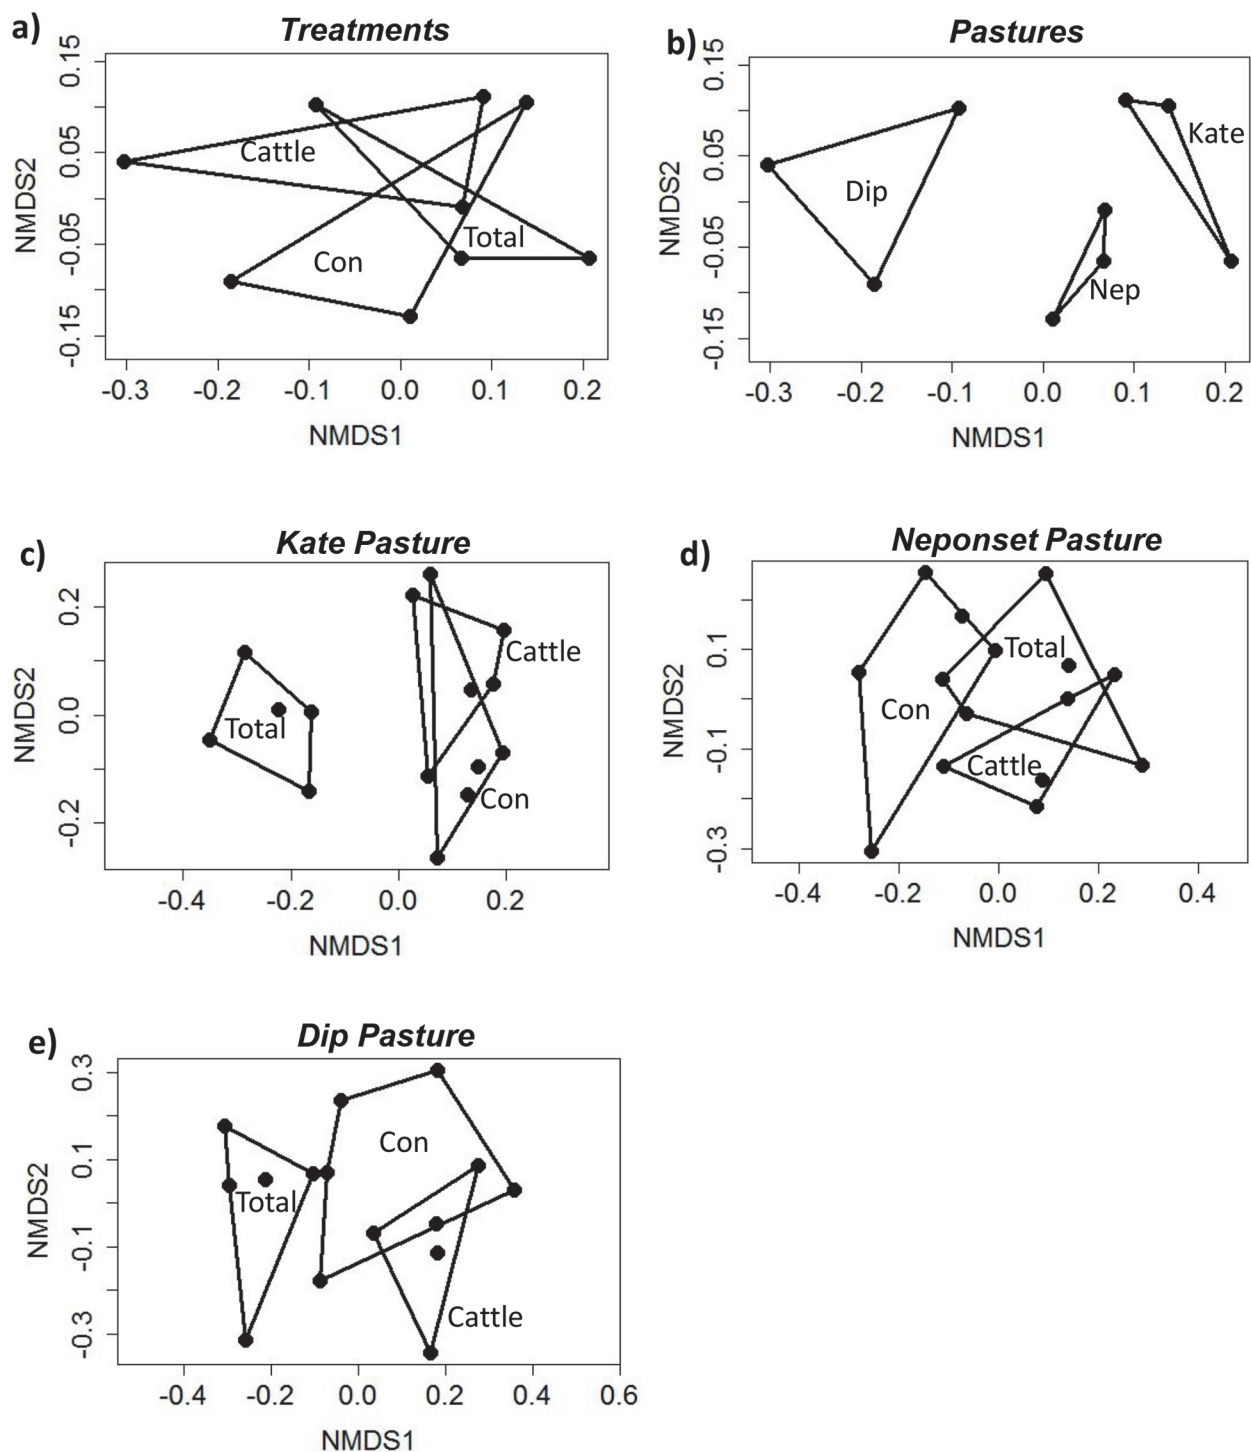 a)
Treatments
0.15
0.05
-0.05
-0.15
NMDS2
Cattle
Con
Total
-0.3 -0.2 -0.1 0.0 0.1 0.2
NMDS1
b)
Pastures
0.15
0.05
-0.05
-0.15
NMDS2
Dip
Kate
Nep
-0.3 -0.2 -0.1 0.0 0.1 0.2
NMDS1
c)
Kate Pasture
0.2
0.0
-0.2
NMDS2
Cattle
Total
Con
-0.4 -0.2 0.0 0.2
NMDS1
d)
Neponset Pasture
0.1
-0.1
-0.3
NMDS2
Total
Con
Cattle
-0.4 -0.2 0.0 0.2 0.4
NMDS1
e)
Dip Pasture
0.3
0.1
-0.1
-0.3
NMDS2
Con
Total
Cattle
-0.4 -0.2 0.0 0.2 0.4 0.6
NMDS1